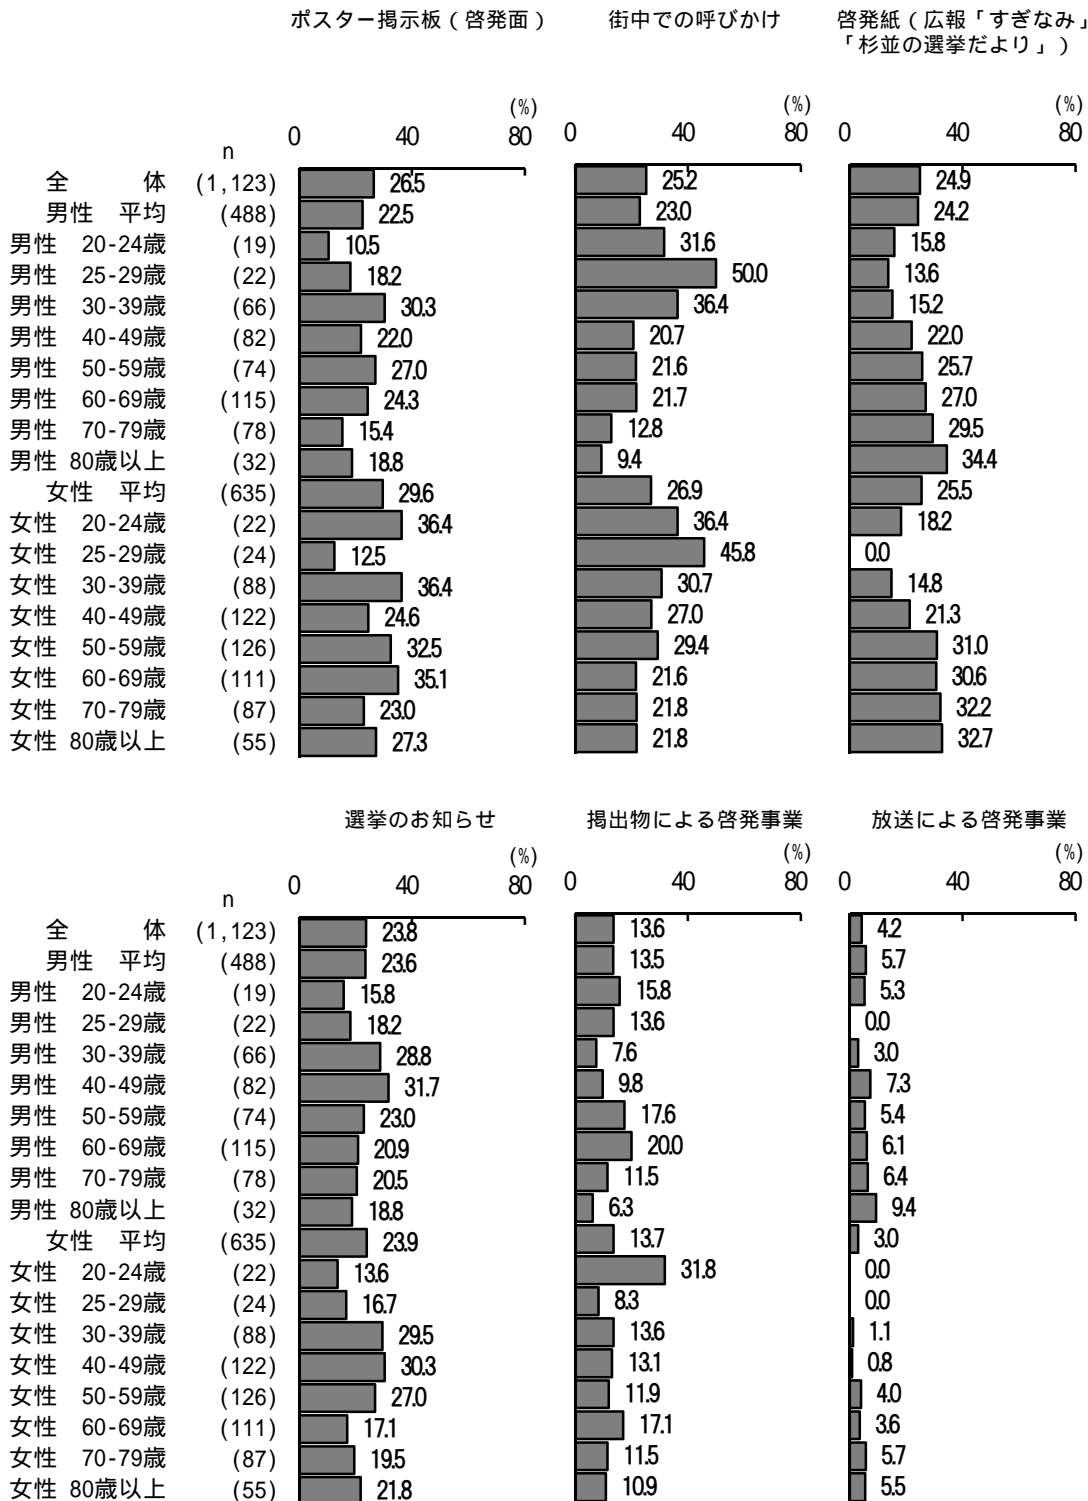 ポスター掲示板（啓発面） 街中での呼びかけ 啓発紙（広報「すぎなみ」
「杉並の選挙だより」）
(%) (%) (%)
0 40 80 0 40 80 0 40 80
n
全 体 (1,123) 26.5 25.2 24.9
男性 平均 (488) 22.5 23.0 24.2
男性 20-24歳 (19) 10.5 31.6 15.8
男性 25-29歳 (22) 18.2 50.0 13.6
男性 30-39歳 (66) 30.3 36.4 15.2
男性 40-49歳 (82) 22.0 20.7 22.0
男性 50-59歳 (74) 27.0 21.6 25.7
男性 60-69歳 (115) 24.3 21.7 27.0
男性 70-79歳 (78) 15.4 12.8 29.5
男性 80歳以上 (32) 18.8 9.4 34.4
女性 平均 (635) 29.6 26.9 25.5
女性 20-24歳 (22) 36.4 36.4 18.2
女性 25-29歳 (24) 12.5 45.8 0.0
女性 30-39歳 (88) 36.4 30.7 14.8
女性 40-49歳 (122) 24.6 27.0 21.3
女性 50-59歳 (126) 32.5 29.4 31.0
女性 60-69歳 (111) 35.1 21.6 30.6
女性 70-79歳 (87) 23.0 21.8 32.2
女性 80歳以上 (55) 27.3 21.8 32.7
選挙のお知らせ 掲出物による啓発事業 放送による啓発事業
(%) (%) (%)
0 40 80 0 40 80 0 40 80
n
全 体 (1,123) 23.8 13.6 4.2
男性 平均 (488) 23.6 13.5 5.7
男性 20-24歳 (19) 15.8 15.8 5.3
男性 25-29歳 (22) 18.2 13.6 0.0
男性 30-39歳 (66) 28.8 7.6 3.0
男性 40-49歳 (82) 31.7 9.8 7.3
男性 50-59歳 (74) 23.0 17.6 5.4
男性 60-69歳 (115) 20.9 20.0 6.1
男性 70-79歳 (78) 20.5 11.5 6.4
男性 80歳以上 (32) 18.8 6.3 9.4
女性 平均 (635) 23.9 13.7 3.0
女性 20-24歳 (22) 13.6 31.8 0.0
女性 25-29歳 (24) 16.7 8.3 0.0
女性 30-39歳 (88) 29.5 13.6 1.1
女性 40-49歳 (122) 30.3 13.1 0.8
女性 50-59歳 (126) 27.0 11.9 4.0
女性 60-69歳 (111) 17.1 17.1 3.6
女性 70-79歳 (87) 19.5 11.5 5.7
女性 80歳以上 (55) 21.8 10.9 5.5